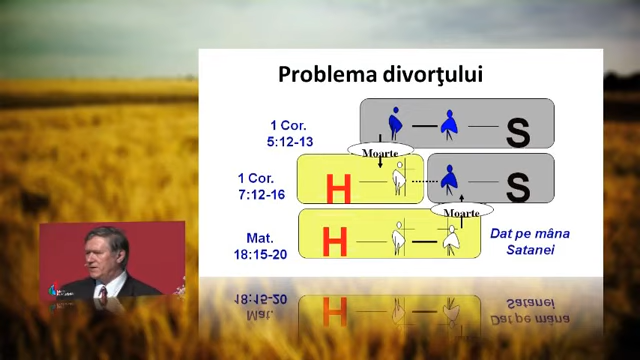 Problema divorţului
1 Cor.
5:12-13
S
Moarte
1 Cor.
7:12-16
H
S
Moarte
Mat.
18:15-20
H
Dat pe mâna
Satanei